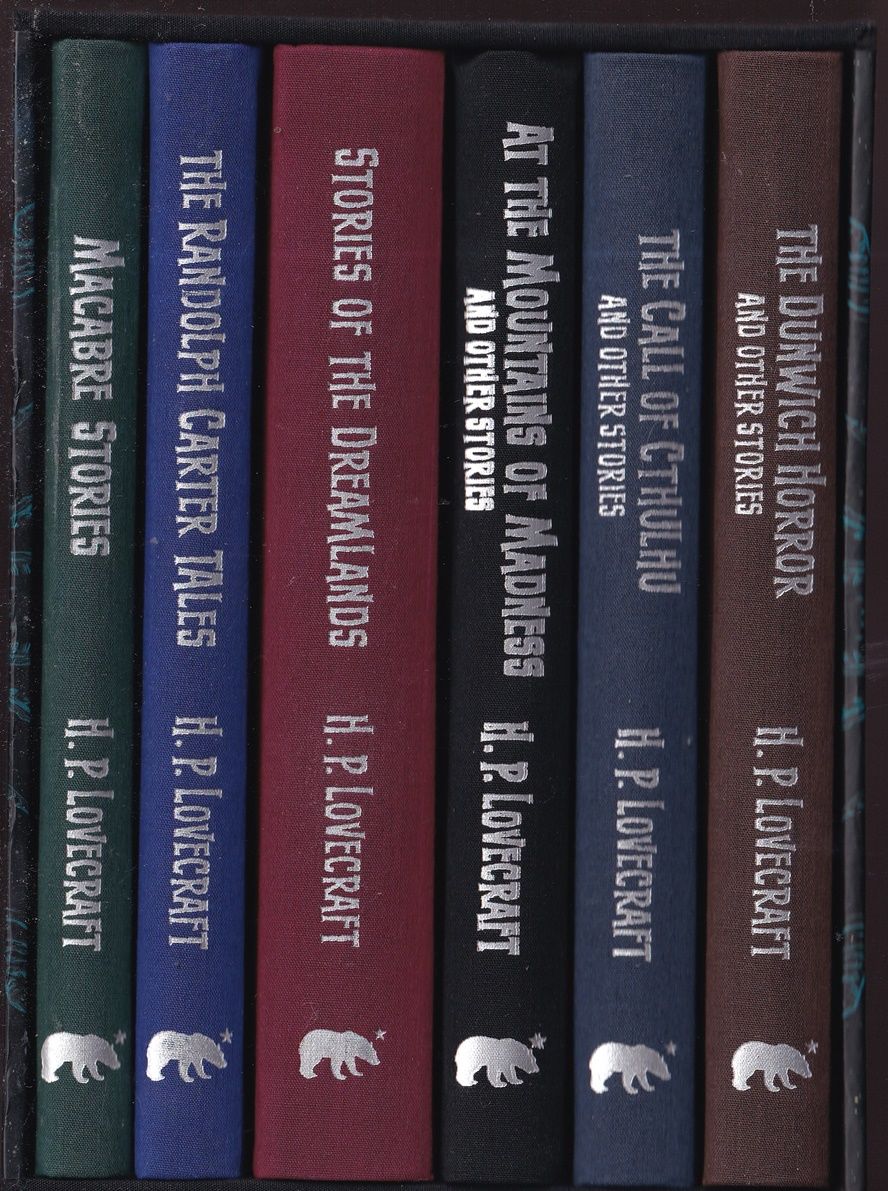 MACABRE STORIES
H. P. LOVECRAFT
THE RANDOLPH CARTER TALES
H. P. LOVECRAFT
STORIES OF THE DREAMLANDS
H. P. LOVECRAFT
AT THE MOUNTAINS OF MADNESS
AND OTHER STORIES
H. P. LOVECRAFT
THE CALL OF CTHULHU
AND OTHER STORIES
H. P. LOVECRAFT
THE DUNWICH HORROR
AND OTHER STORIES
H. P. LOVECRAFT